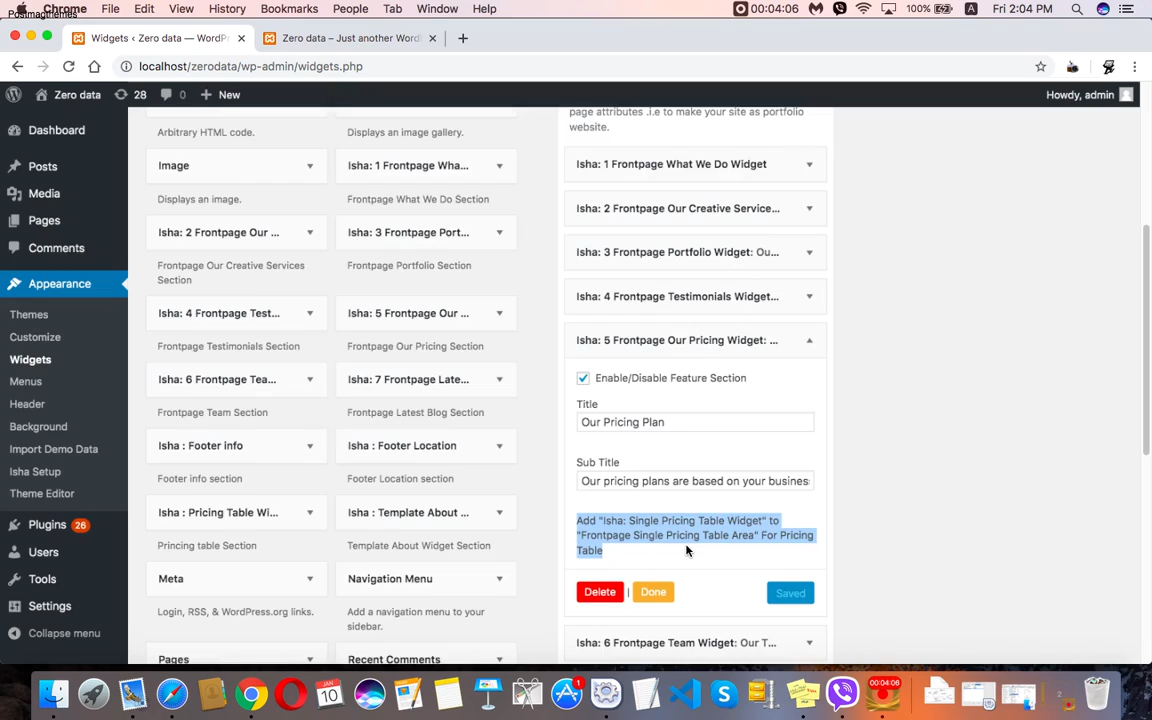 Chrome File Edit View History Bookmarks People Tab Window Help 00:04:06 100% A Fri 2:04 PM
Postmagthemes
Widgets ‹ Zero data — WordPr × Zero data – Just another Word × +
localhost/zerodata/wp-admin/widgets.php
Zero data 28 0 + New Howdy, admin
Dashboard
Posts
Media
Pages
Comments
Appearance
Themes
Customize
Widgets
Menus
Header
Background
Import Demo Data
Isha Setup
Theme Editor
Plugins 26
Users
Tools
Settings
Collapse menu
Arbitrary HTML code. Displays an image gallery.
Image Isha: 1 Frontpage Wha...
Displays an image. Frontpage What We Do Section
Isha: 2 Frontpage Our ... Isha: 3 Frontpage Port...
Frontpage Our Creative Services Frontpage Portfolio Section
Section
Isha: 4 Frontpage Test... Isha: 5 Frontpage Our ...
Frontpage Testimonials Section Frontpage Our Pricing Section
Isha: 6 Frontpage Tea... Isha: 7 Frontpage Late...
Frontpage Team Section Frontpage Latest Blog Section
Isha : Footer info Isha : Footer Location
Footer info section Footer Location section
Isha : Pricing Table Wi... Isha : Template About ...
Princing table Section Template About Widget Section
Meta Navigation Menu
Login, RSS, & WordPress.org links. Add a navigation menu to your
sidebar.
Pages Recent Comments
page attributes .i.e to make your site as portfolio
website.
Isha: 1 Frontpage What We Do Widget
Isha: 2 Frontpage Our Creative Service...
Isha: 3 Frontpage Portfolio Widget: Ou...
Isha: 4 Frontpage Testimonials Widget...
Isha: 5 Frontpage Our Pricing Widget: ...
Enable/Disable Feature Section
Title
Our Pricing Plan
Sub Title
Our pricing plans are based on your busines
Add "Isha: Single Pricing Table Widget" to
"Frontpage Single Pricing Table Area" For Pricing
Table
Delete | Done Saved
Isha: 6 Frontpage Team Widget: Our T...
JAN
10
1
00:04:06
2